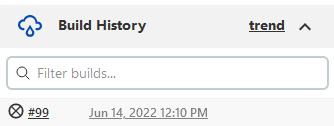 Build History trend
Filter builds...
#99 Jun 14, 2022 12:10 PM